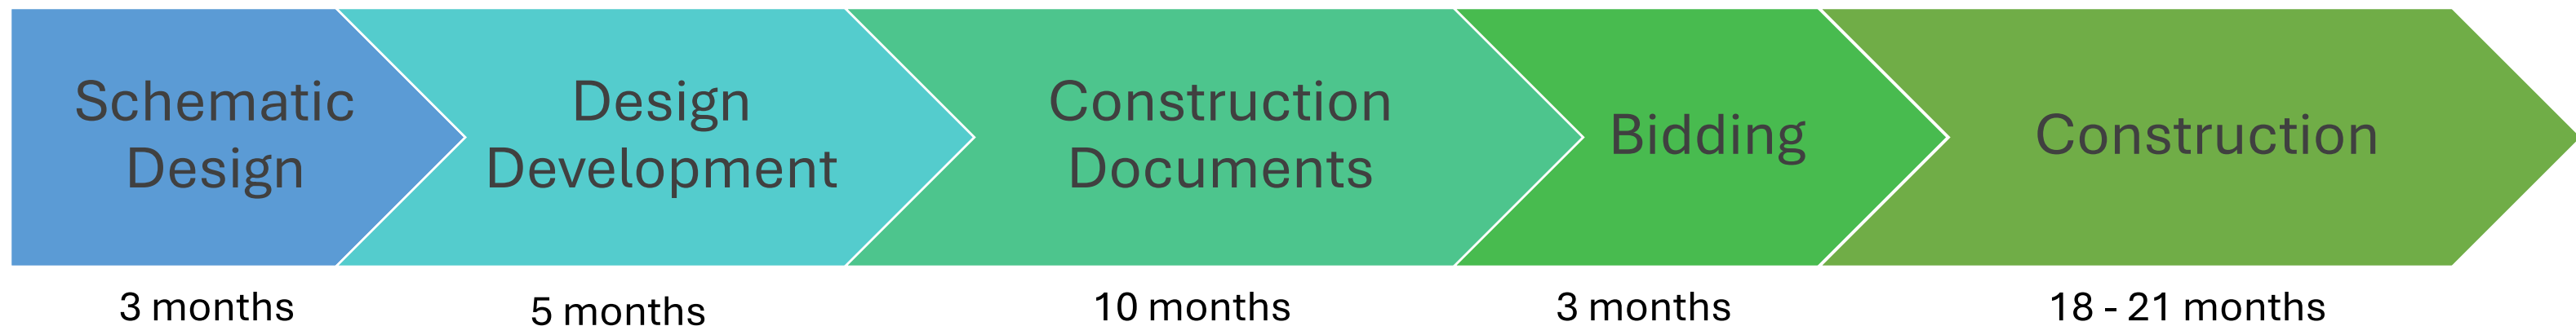 Schematic
Design
Design
Development
Construction
Documents
Bidding
Construction
3 months
5 months
10 months
3 months
18 - 21 months